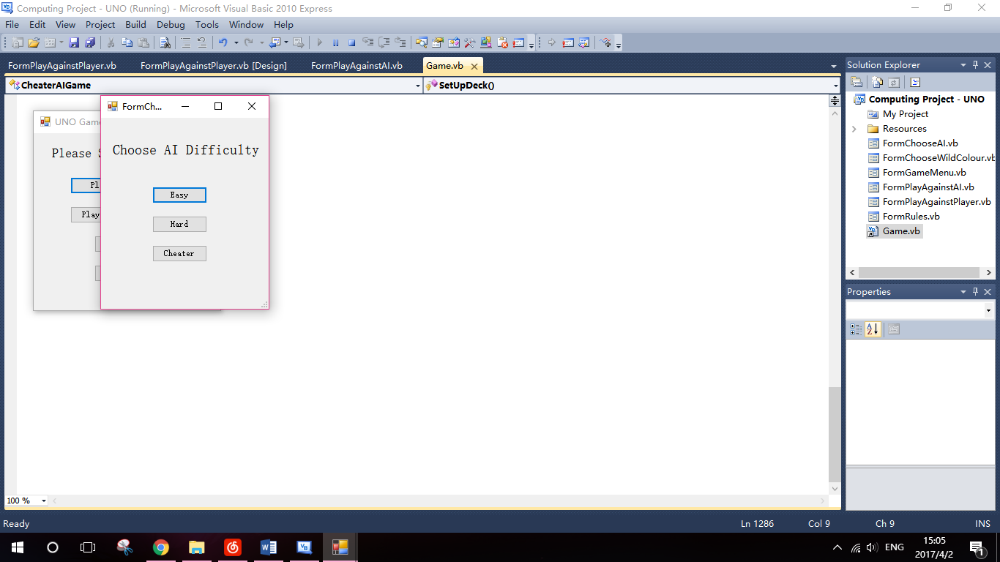 Computing Project - UNO (Running) - Microsoft Visual Basic 2010 Express
File Edit View Project Build Debug Tools Window Help
FormPlayAgainstPlayer.vb FormPlayAgainstPlayer.vb [Design] FormPlayAgainstAI.vb Game.vb
CheaterAIGame SetUpDeck()
UNO Game
Please
Pl
Play
FormCh...
Choose AI Difficulty
Easy
Hard
Cheater
100 %
Solution Explorer
Computing Project - UNO
My Project
Resources
FormChooseAI.vb
FormChooseWildColour.vb
FormGameMenu.vb
FormPlayAgainstAI.vb
FormPlayAgainstPlayer.vb
FormRules.vb
Game.vb
Properties
Ready Ln 1286 Col 9 Ch 9 INS
ENG
15:05
2017/4/2
1